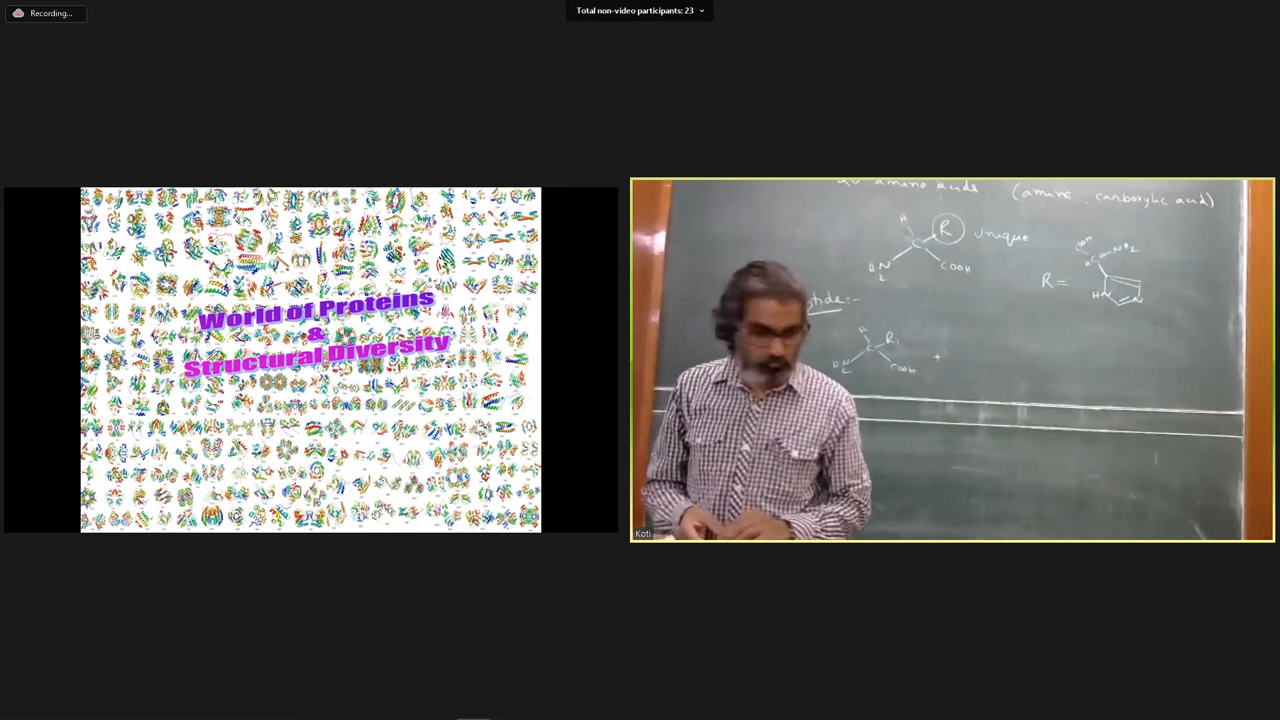 Recording...
Total non-video participants: 23
World of Proteins
&
Structural Diversity
amino acids (amine, carboxylic acid)
H
R unique
C
H2N
COOH
R=
C
H
HN
N
tide:-
H
C R1
H2N
COOH
+
Koti